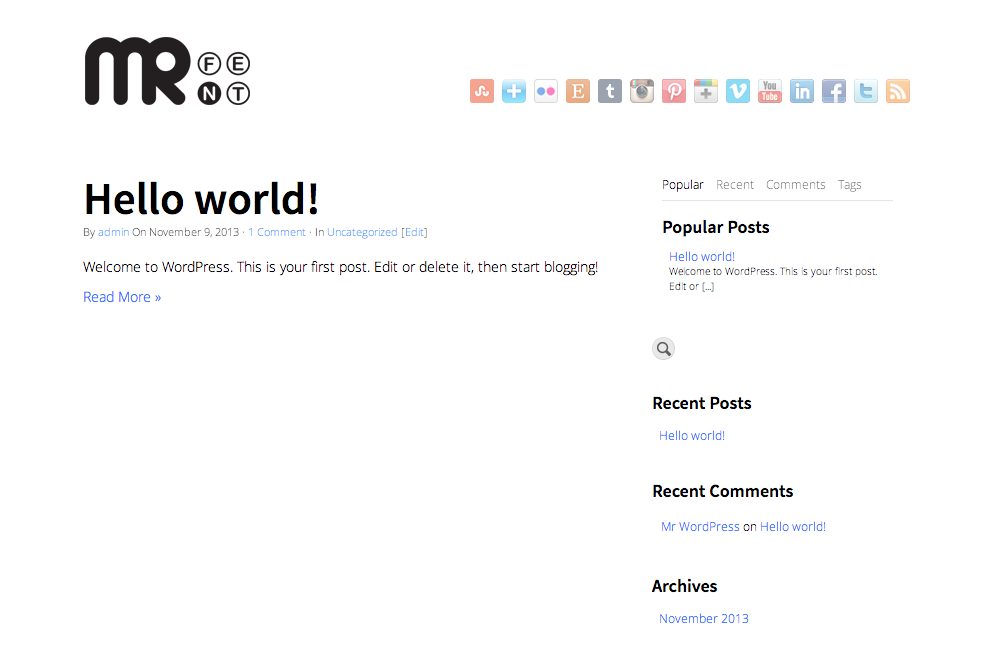 MR FE
NT
You
Tube
in
Hello world!
By admin On November 9, 2013 · 1 Comment · In Uncategorized [Edit]
Welcome to WordPress. This is your first post. Edit or delete it, then start blogging!
Read More »
Popular Recent Comments Tags
Popular Posts
Hello world!
Welcome to WordPress. This is your first post.
Edit or [...]
Recent Posts
Hello world!
Recent Comments
Mr WordPress on Hello world!
Archives
November 2013